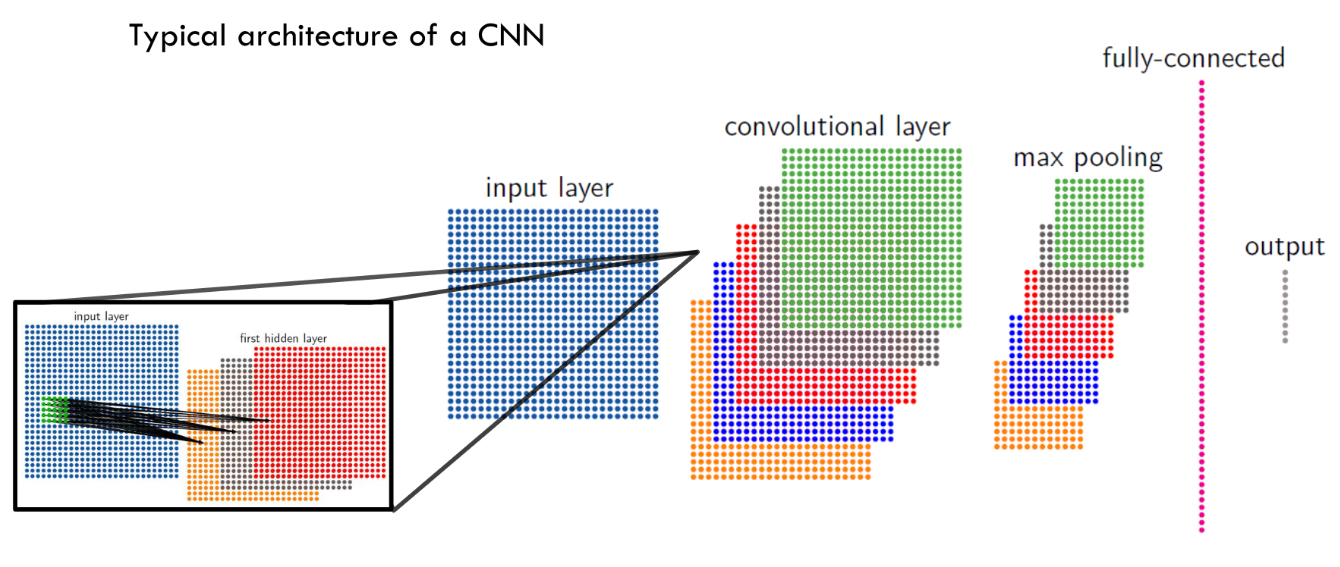 Typical architecture of a CNN
fully-connected
convolutional layer
max pooling
input layer
output
input layer
first hidden layer